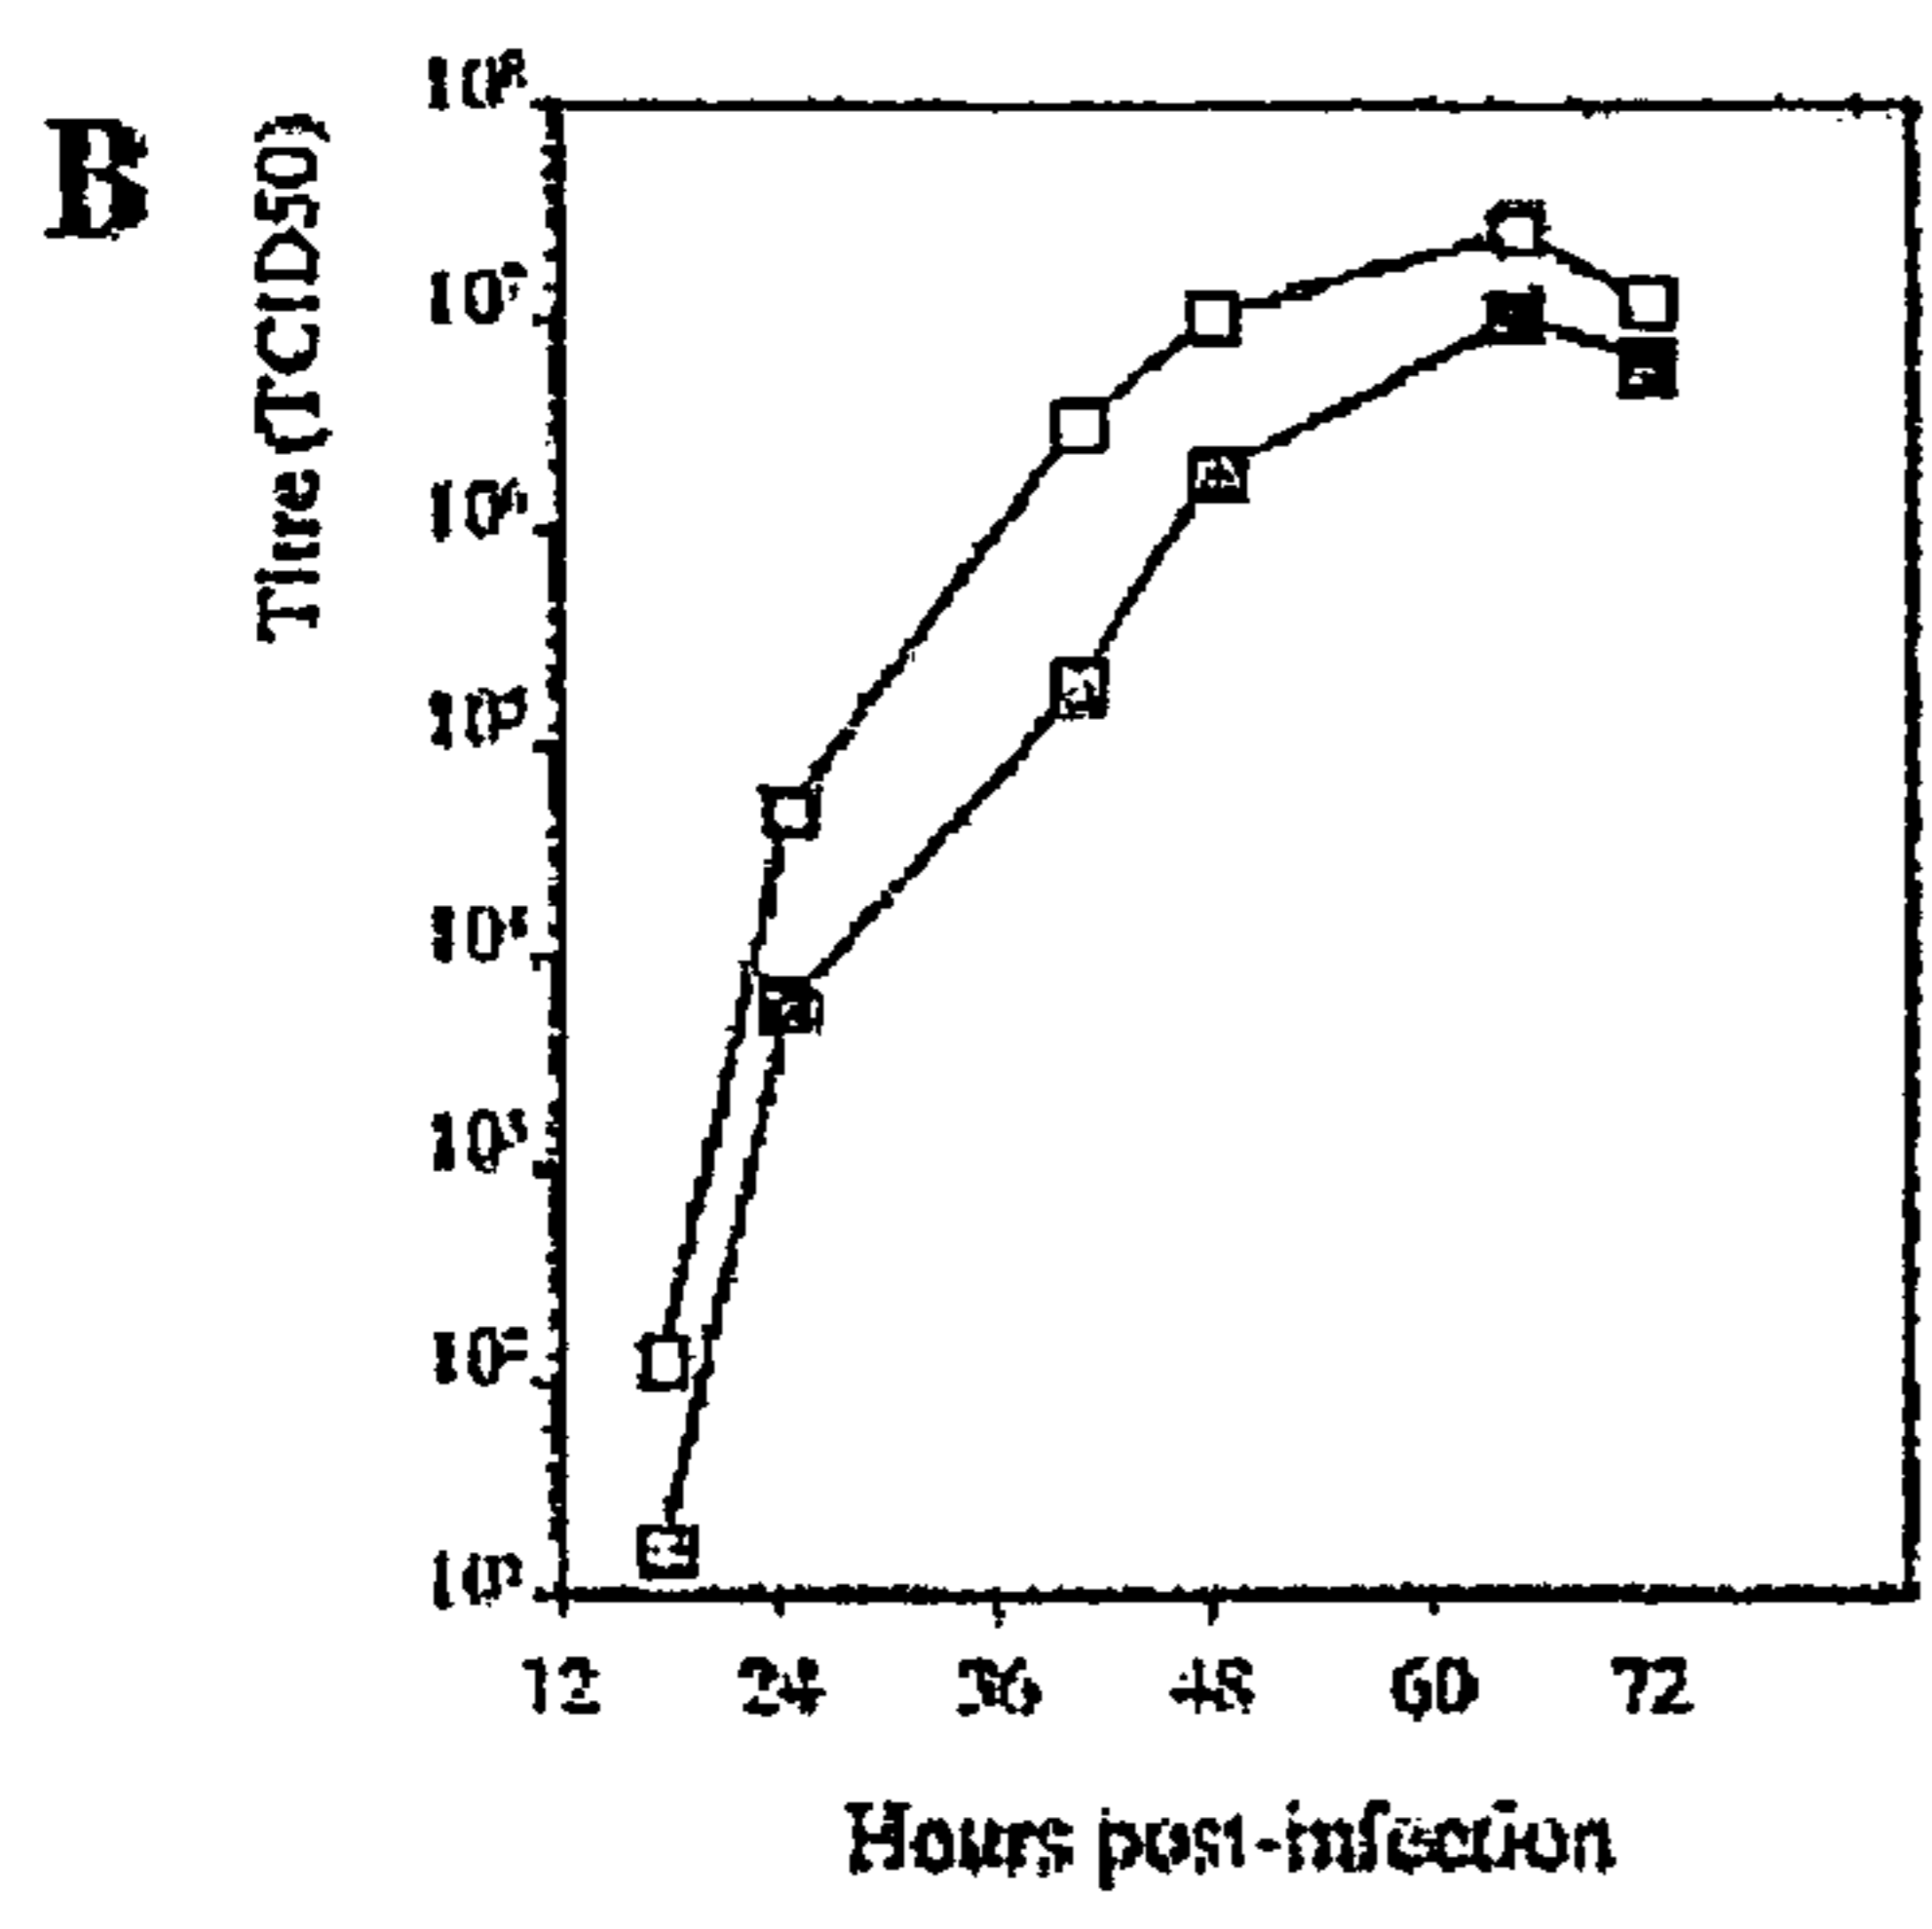 B
Titre (TCID50)
10⁸
10⁷
10⁶
10⁵
10⁴
10³
10²
10¹
12 24 36 48 60 72
Hours post-infection